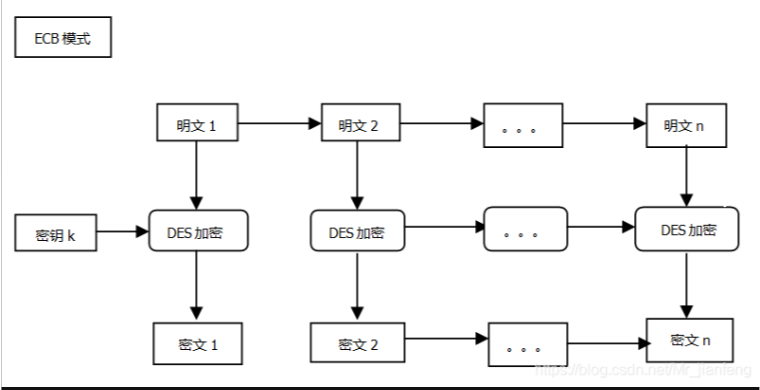 ECB 模式
明文 1
明文 2
。。。
明文 n
密钥 k
DES 加密
DES 加密
。。。
DES 加密
密文 1
密文 2
。。。
密文 n
https://blog.csdn.net/Mr_jianfeng